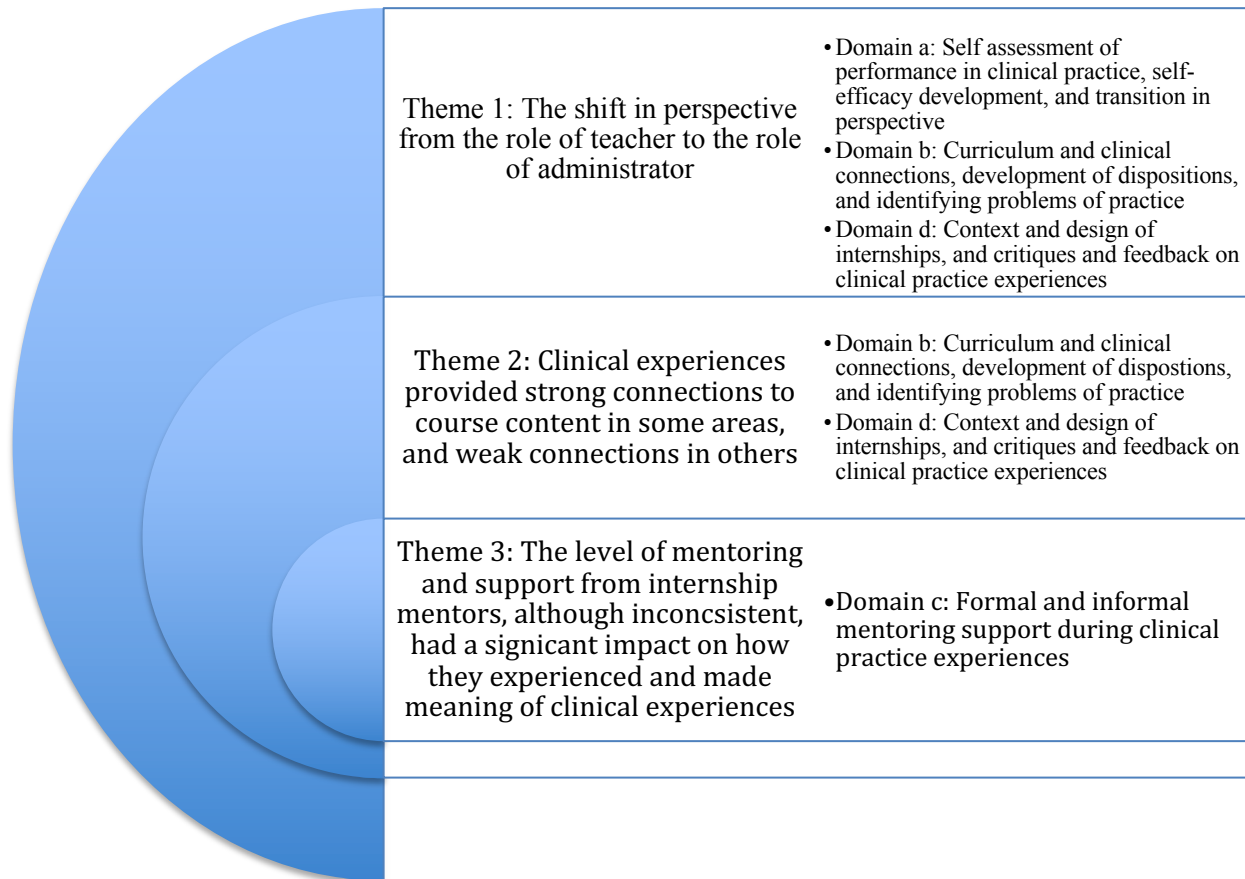 Theme 1: The shift in perspective
from the role of teacher to the role
of administrator
•Domain a: Self assessment of
performance in clinical practice, self-
efficacy development, and transition in
perspective
•Domain b: Curriculum and clinical
connections, development of dispositions,
and identifying problems of practice
•Domain d: Context and design of
internships, and critiques and feedback on
clinical practice experiences
Theme 2: Clinical experiences
provided strong connections to
course content in some areas,
and weak connections in others
•Domain b: Curriculum and clinical
connections, development of dispostions,
and identifying problems of practice
•Domain d: Context and design of
internships, and critiques and feedback on
clinical practice experiences
Theme 3: The level of mentoring
and support from internship
mentors, although inconcsistent,
had a signicant impact on how
they experienced and made
meaning of clinical experiences
•Domain c: Formal and informal
mentoring support during clinical
practice experiences